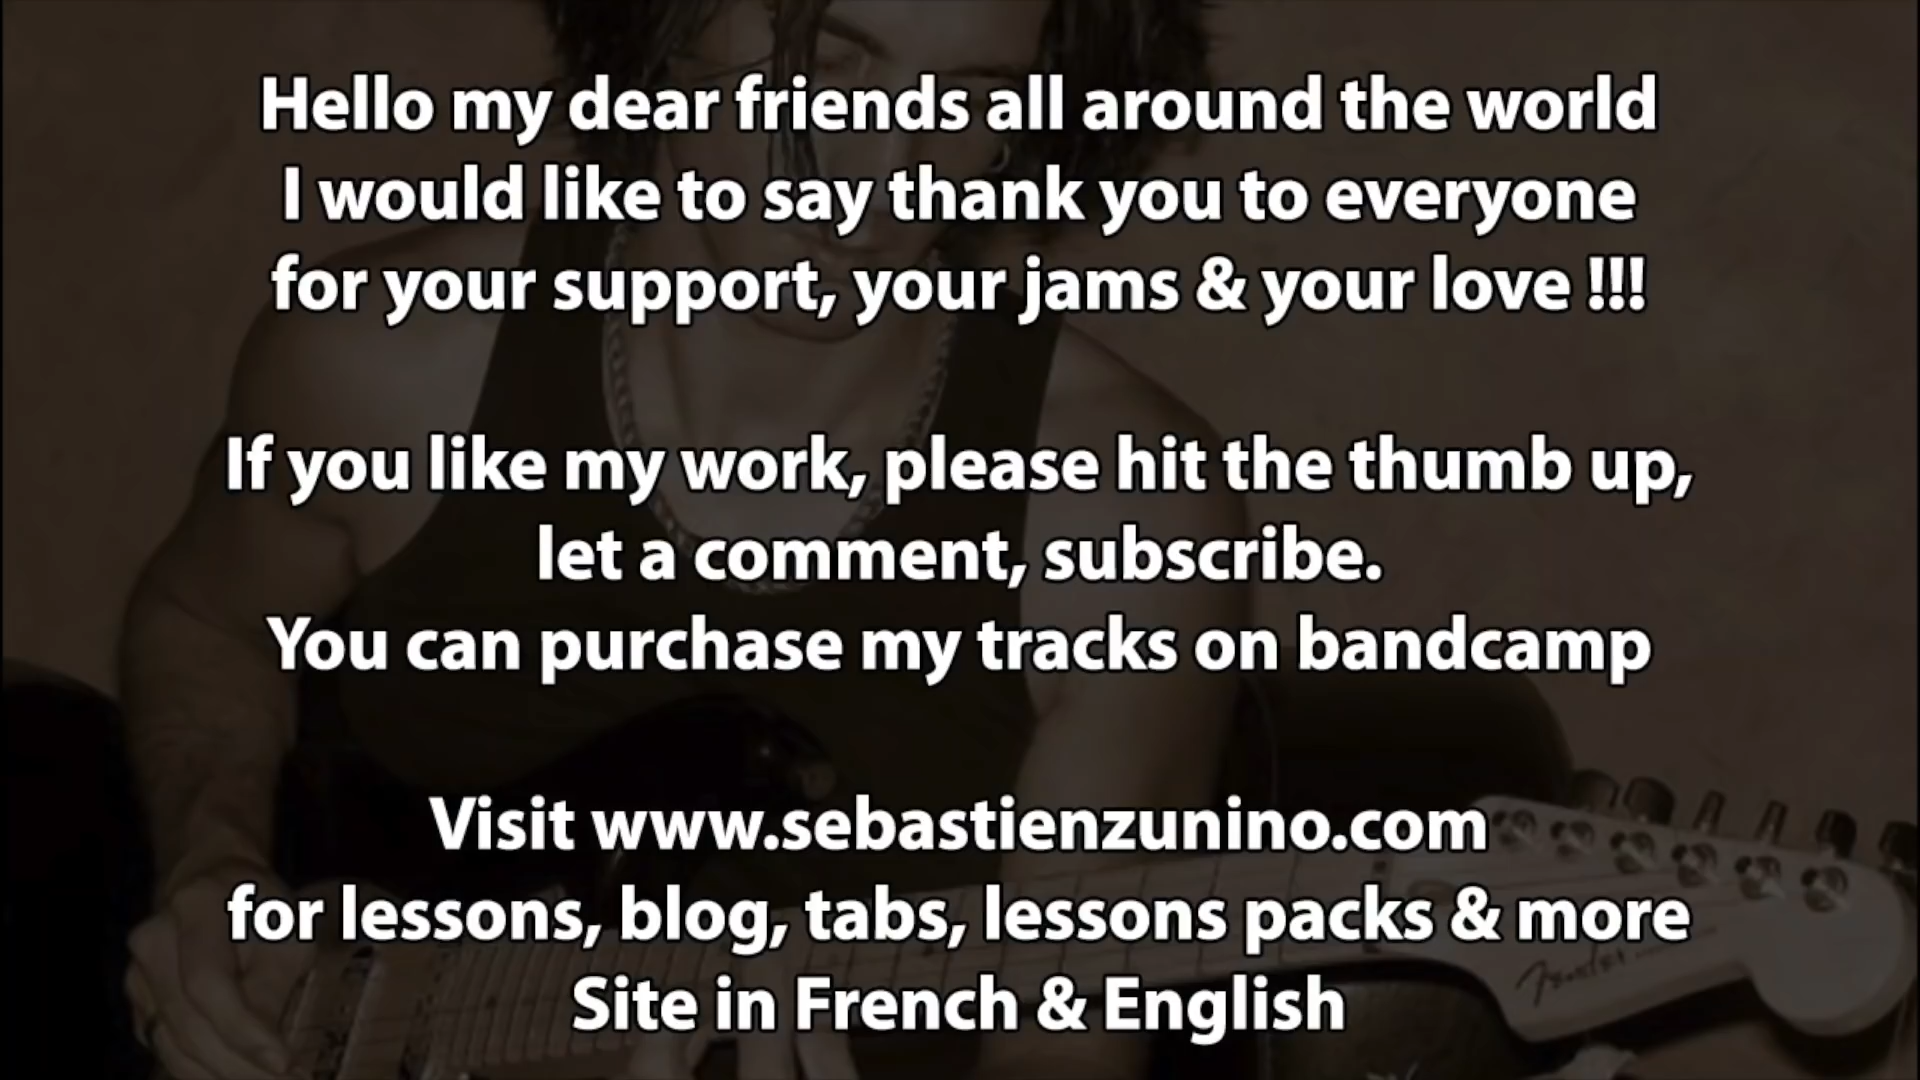 Hello my dear friends all around the world
I would like to say thank you to everyone
for your support, your jams & your love !!!
If you like my work, please hit the thumb up,
let a comment, subscribe.
You can purchase my tracks on bandcamp
Visit www.sebastienzunino.com
for lessons, blog, tabs, lessons packs & more
Site in French & English
Fender